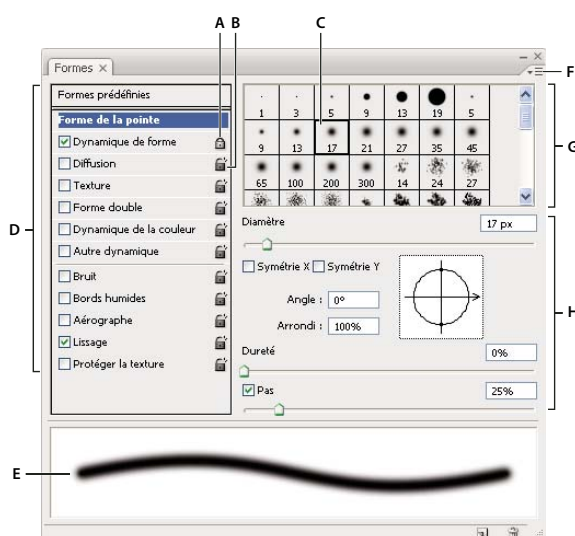 A B C
Formes ×
F
Formes prédéfinies
Forme de la pointe
Dynamique de forme
Diffusion
Texture
Forme double
Dynamique de la couleur
Autre dynamique
Bruit
Bords humides
Aérographe
Lissage
Protéger la texture
D
1 3 5 9 13 19 5
9 13 17 21 27 35 45
65 100 200 300 14 24 27
G
Diamètre 17 px
Symétrie X Symétrie Y
Angle : 0°
Arrondi : 100%
H
Dureté 0%
Pas 25%
E